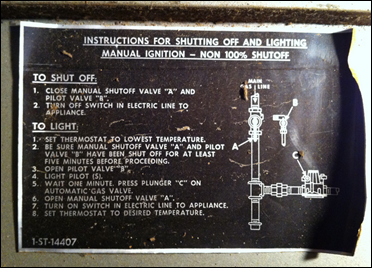 INSTRUCTIONS FOR SHUTTING OFF AND LIGHTING
MANUAL IGNITION - NON 100% SHUTOFF
TO SHUT OFF:
1. CLOSE MANUAL SHUTOFF VALVE "A" AND
PILOT VALVE "B".
2. TURN OFF SWITCH IN ELECTRIC LINE TO
APPLIANCE.
TO LIGHT:
1. SET THERMOSTAT TO LOWEST TEMPERATURE.
2. BE SURE MANUAL VALVE "A" AND PILOT
VALVE "B" HAVE BEEN SHUT OFF FOR AT LEAST
FIVE MINUTES BEFORE PROCEEDING.
3. OPEN PILOT VALVE "B".
4. LIGHT PILOT (S).
5. WAIT ONE MINUTE. PRESS PLUNGER "C" ON
AUTOMATIC GAS VALVE.
6. OPEN MANUAL SHUTOFF VALVE "A".
7. TURN ON SWITCH IN ELECTRIC LINE TO APPLIANCE.
8. SET THERMOSTAT TO DESIRED TEMPERATURE.
1-ST-14407
MAIN
GAS LINE
A